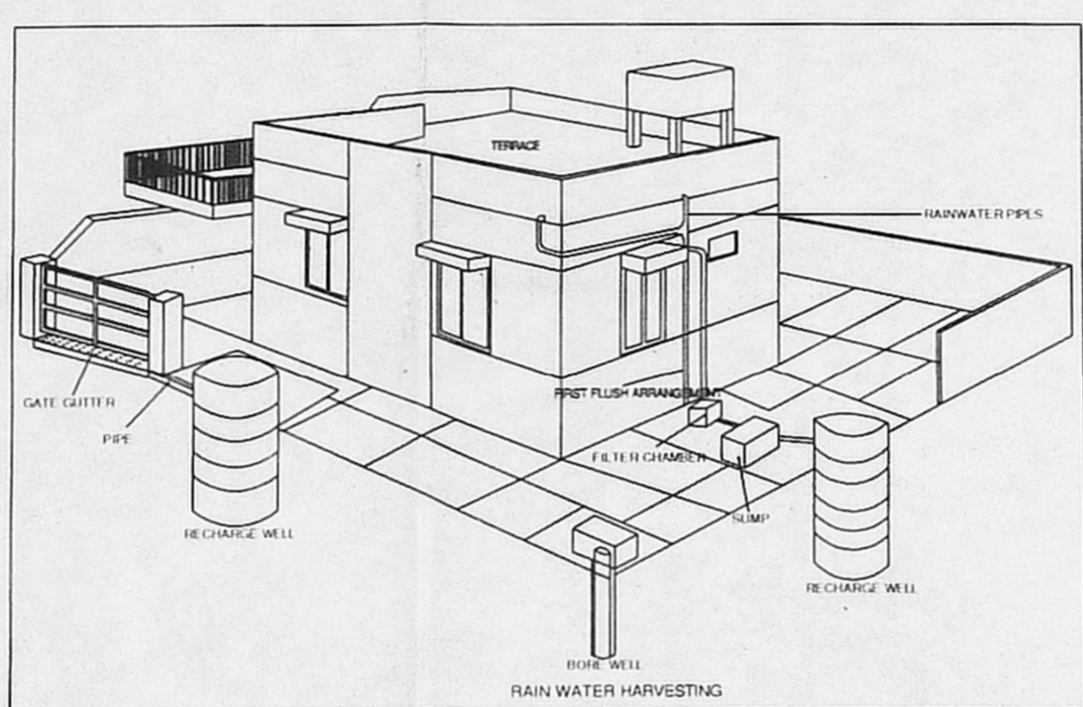 TERRACE
RAINWATER PIPES
FIRST FLUSH ARRANGEMENT
GATE GUTTER
PIPE
FILTER CHAMBER
SUMP
RECHARGE WELL
RECHARGE WELL
BORE WELL
RAIN WATER HARVESTING